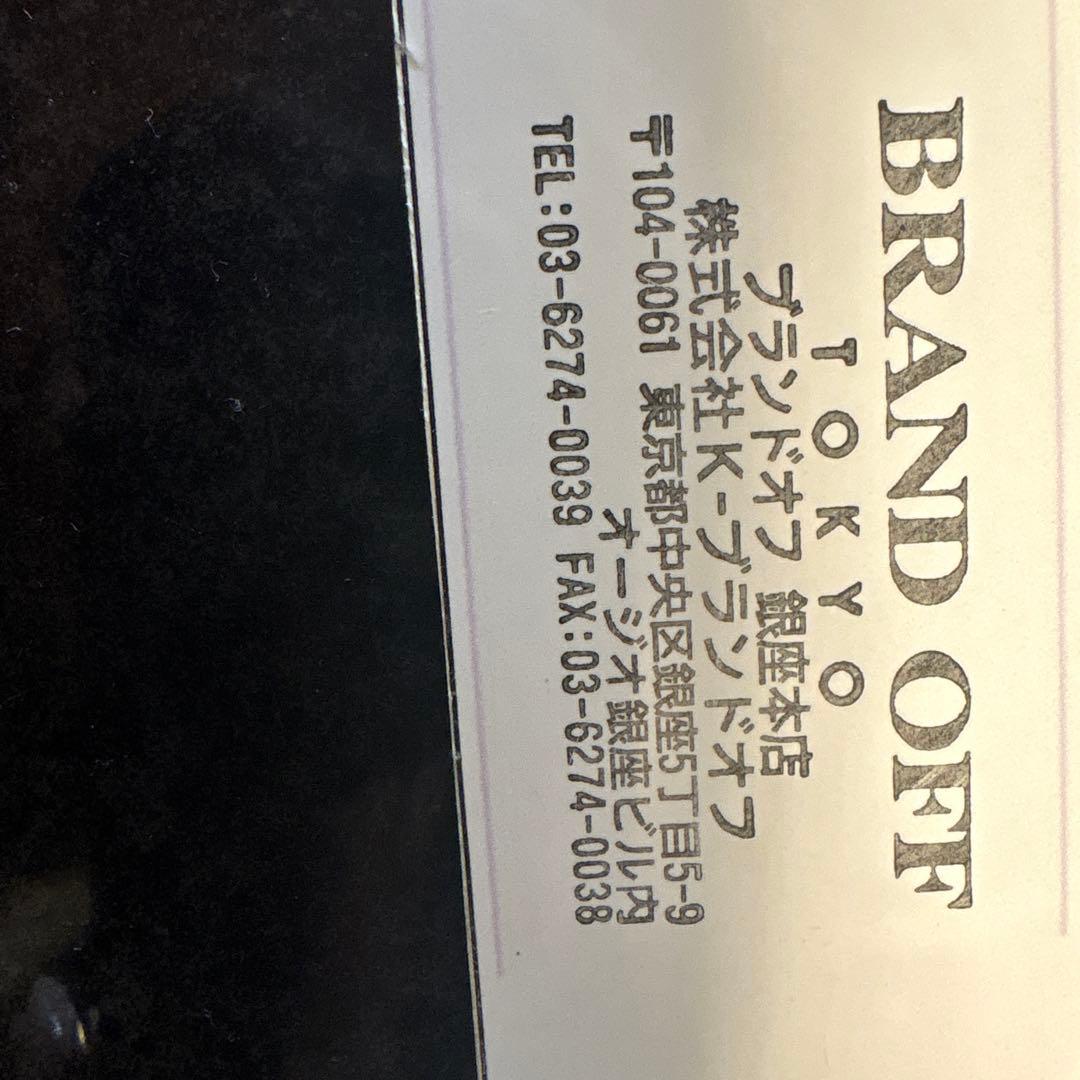 BRAND OFF
TOKYO
ブランドオフ 銀座本店
株式会社K-ブランドオフ
〒104-0061 東京都中央区銀座5丁目5-9
オージオ銀座ビル内
TEL:03-6274-0039 FAX:03-6274-0038